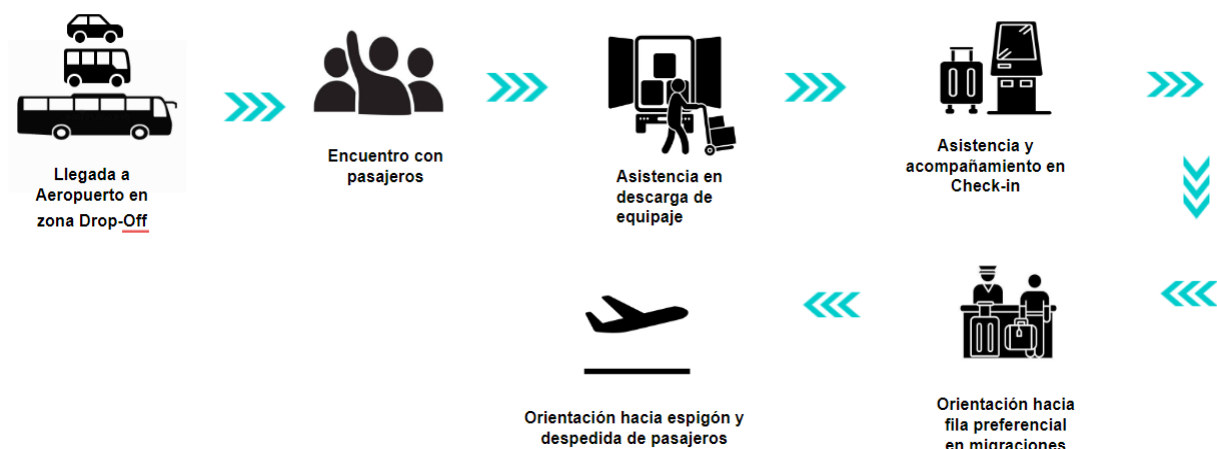 Llegada a
Aeropuerto en
zona Drop-Off
Encuentro con
pasajeros
Asistencia en
descarga de
equipaje
Asistencia y
acompañamiento en
Check-in
Orientación hacia
fila preferencial
en migraciones
Orientación hacia espigón y
despedida de pasajeros